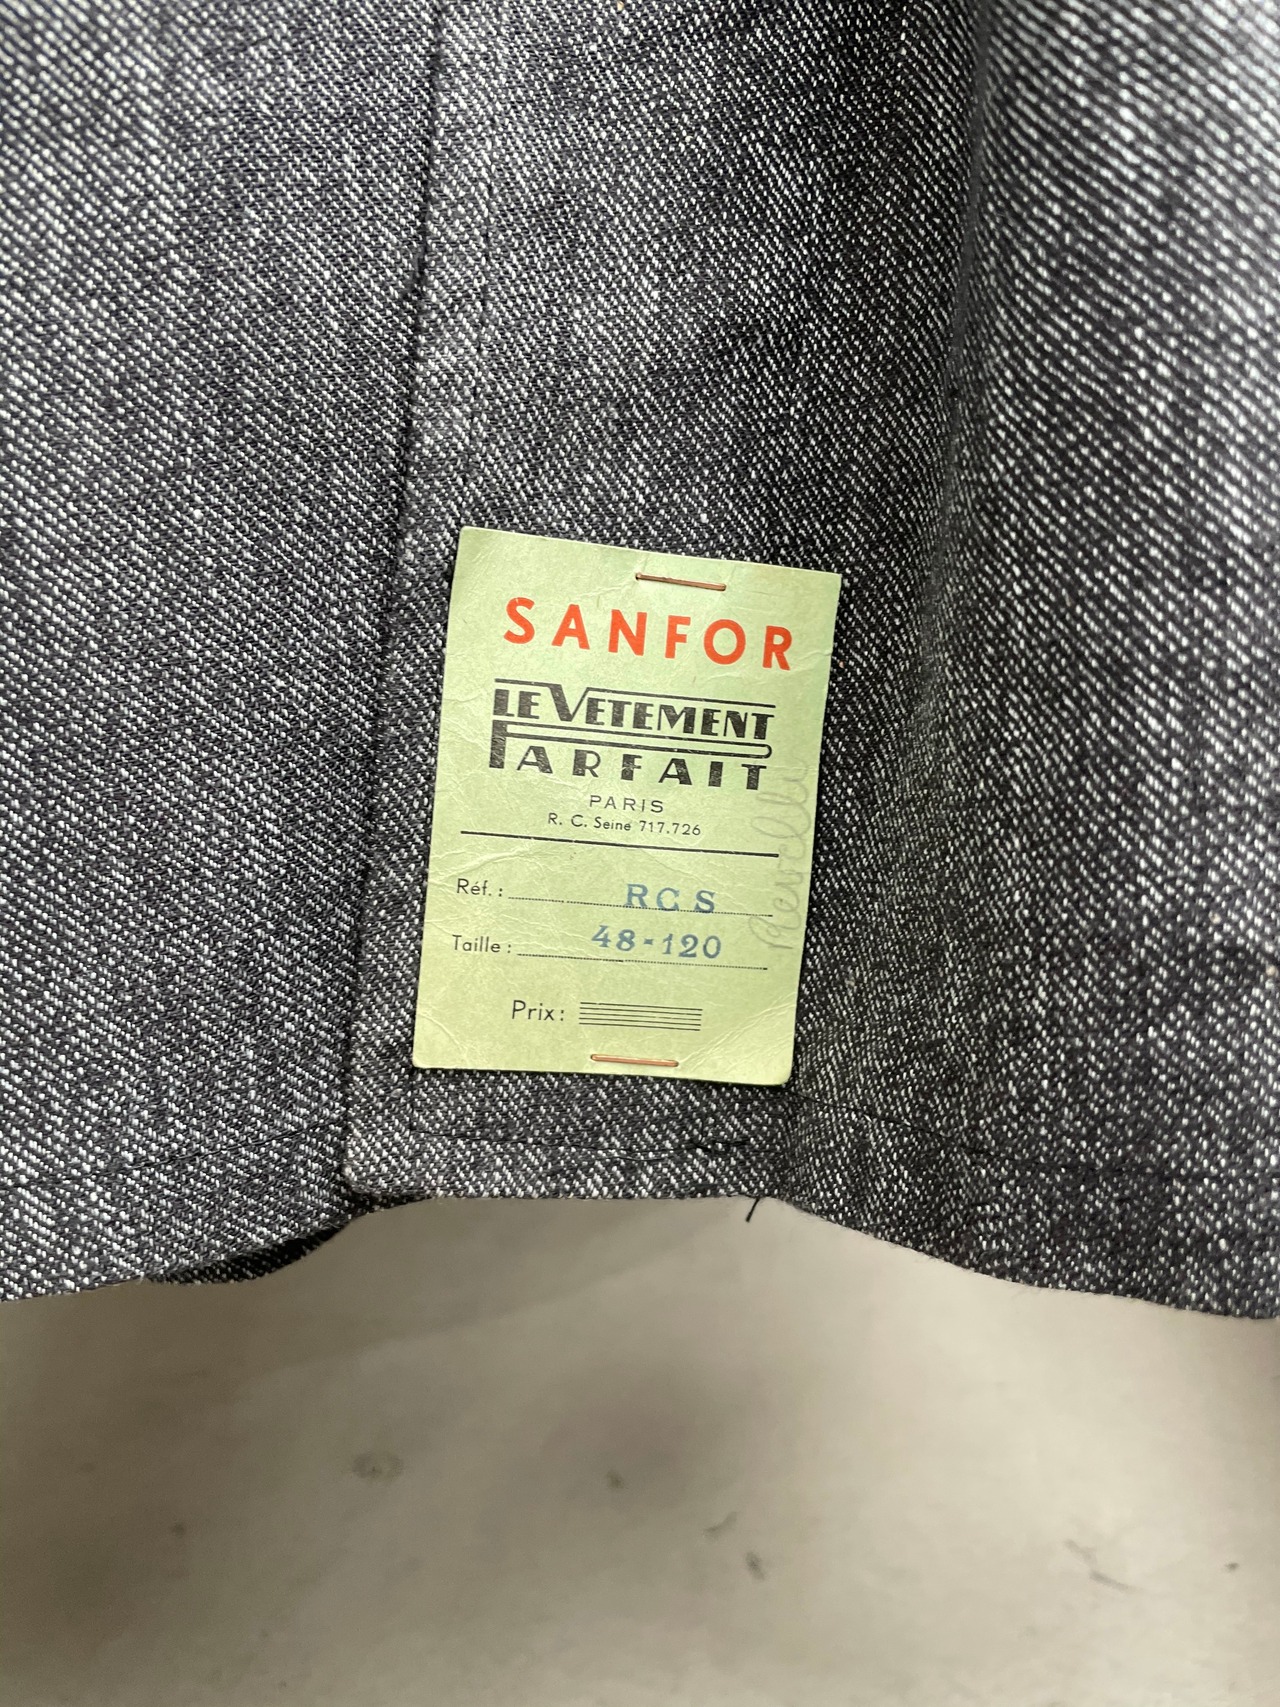 SANFOR
LE VETEMENT
PARFAIT
PARIS
R. C. Seine 717.726
Réf. : RCS
Taille : 48-120
Prix :